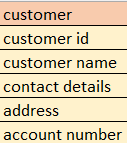 customer
customer id
customer name
contact details
address
account number